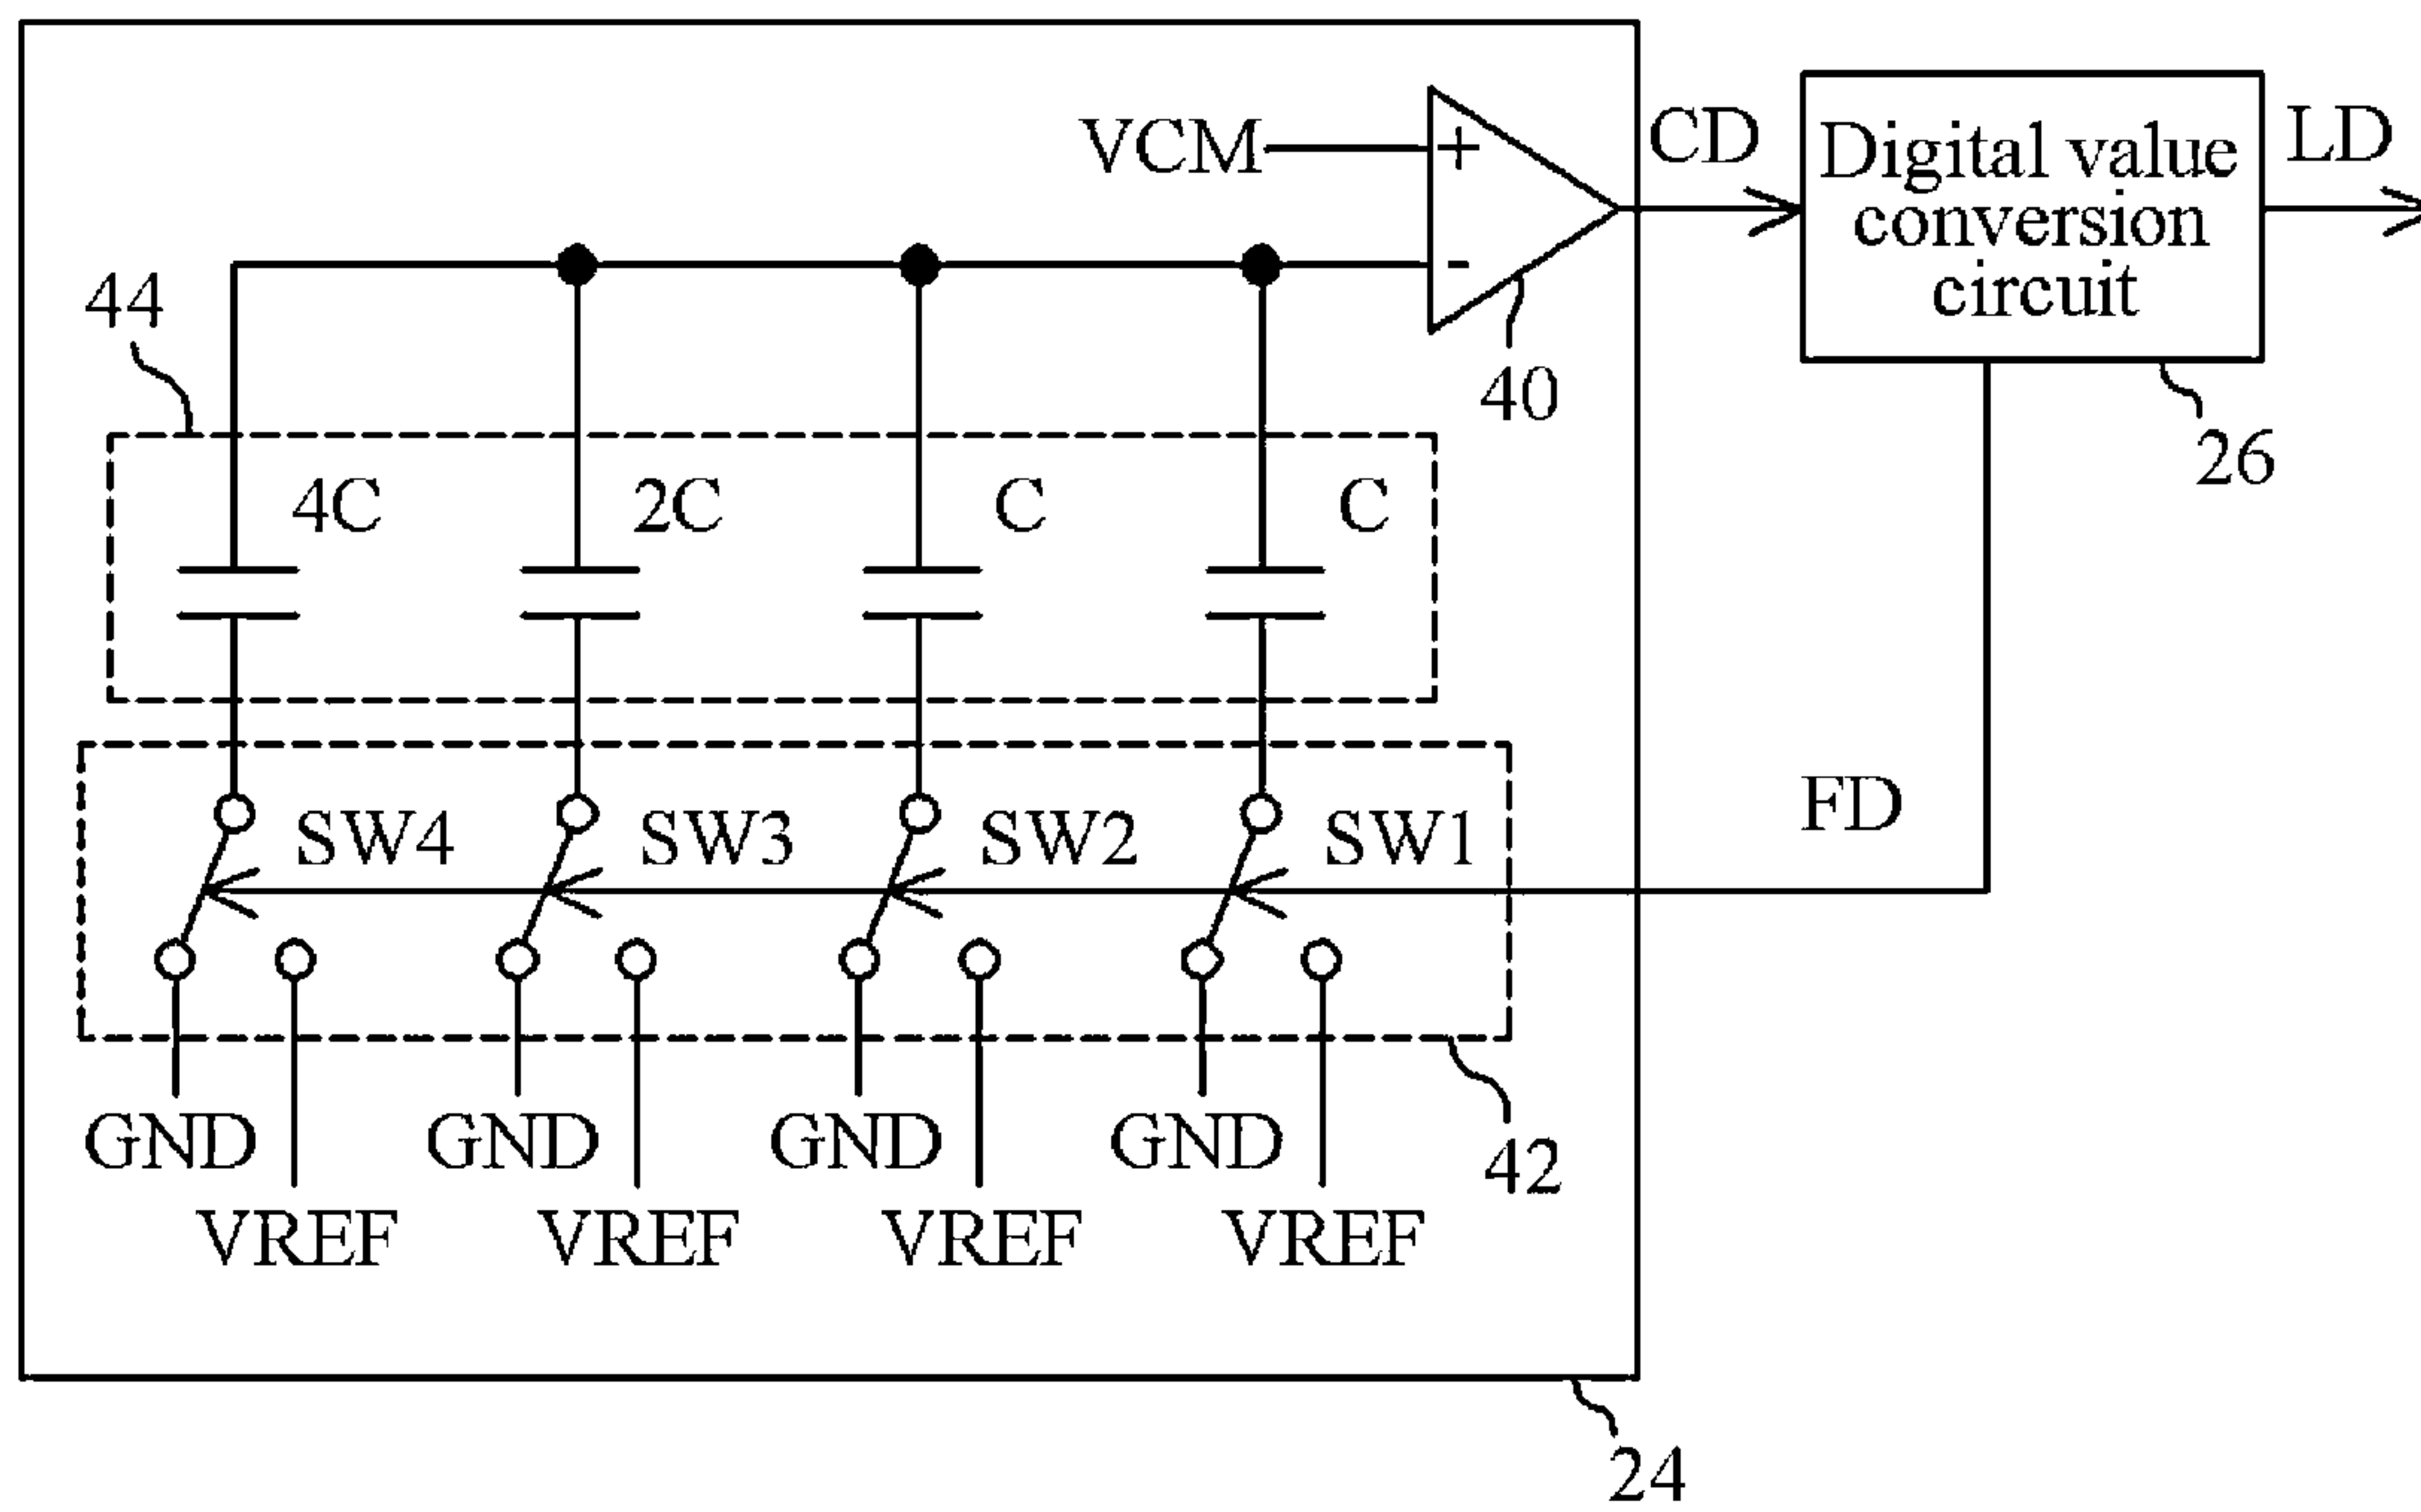 VCM
+
-
CD
Digital value
conversion
circuit
LD
44
40
26
4C
2C
C
C
SW4
SW3
SW2
SW1
FD
GND
GND
GND
GND
42
VREF
VREF
VREF
VREF
24